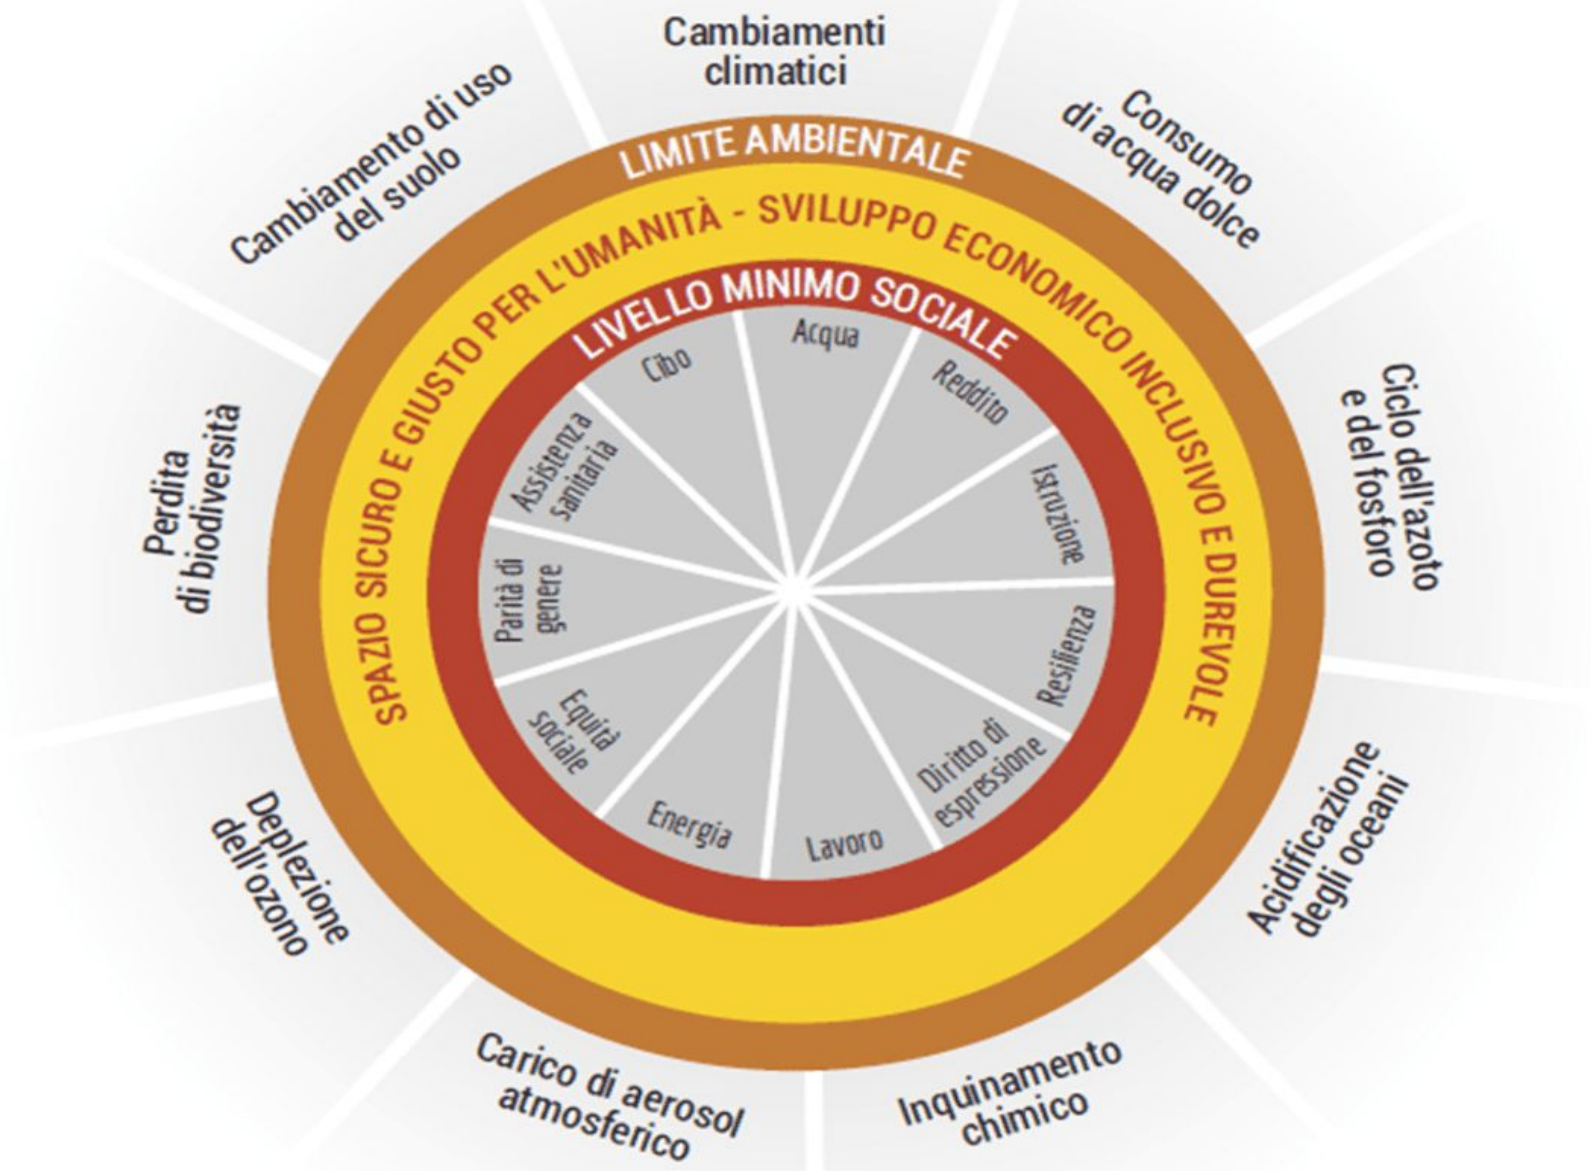 Cambiamenti
climatici
Consumo
di acqua dolce
Ciclo dell'azoto
e del fosforo
Acidificazione
degli oceani
Inquinamento
chimico
Carico di aerosol
atmosferico
Deplezione
dell'ozono
Perdita
di biodiversità
Cambiamento di uso
del suolo
LIMITE AMBIENTALE
SPAZIO SICURO E GIUSTO PER L'UMANITÀ - SVILUPPO ECONOMICO INCLUSIVO E DUREVOLE
LIVELLO MINIMO SOCIALE
Acqua
Reddito
Istruzione
Resilienza
Diritto di
espressione
Lavoro
Energia
Equità
sociale
Parità di
genere
Assistenza
sanitaria
Cibo